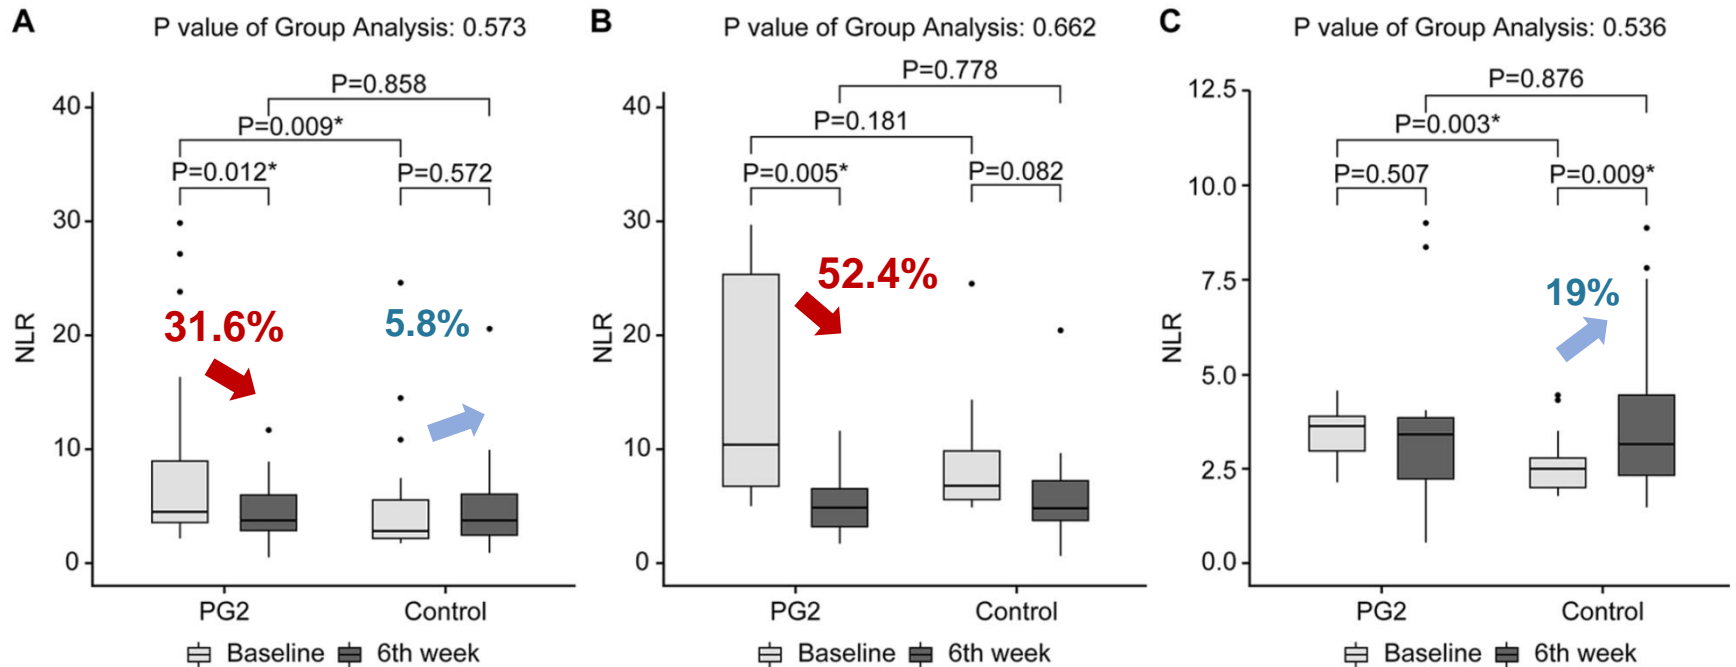 A
P value of Group Analysis: 0.573
P=0.858
P=0.009*
P=0.012*
P=0.572
40
30
20
10
0
NLR
31.6%
5.8%
PG2
Control
Baseline
6th week
B
P value of Group Analysis: 0.662
P=0.778
P=0.181
P=0.005*
P=0.082
40
30
20
10
0
NLR
52.4%
PG2
Control
Baseline
6th week
C
P value of Group Analysis: 0.536
P=0.876
P=0.003*
P=0.507
P=0.009*
12.5
10.0
7.5
5.0
2.5
0.0
NLR
19%
PG2
Control
Baseline
6th week